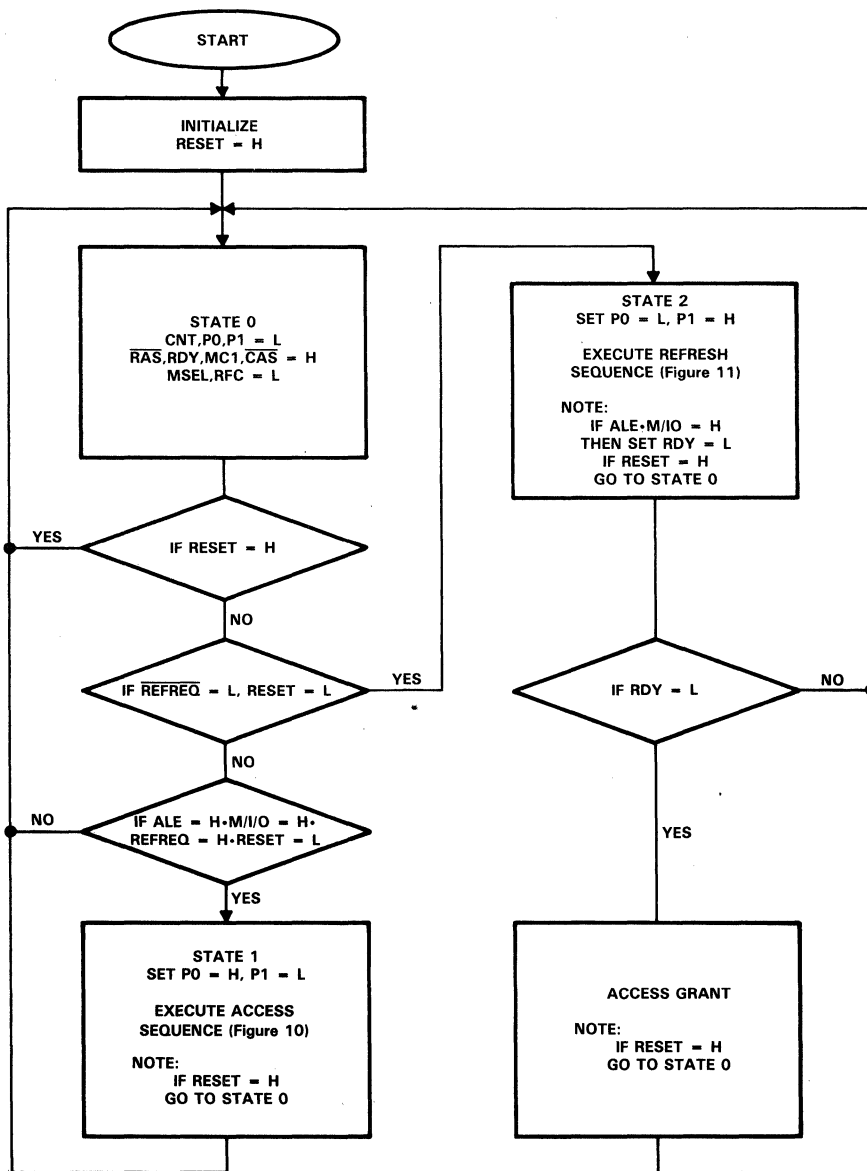 START
INITIALIZE
RESET = H
STATE 0
CNT,P0,P1 = L
R̅A̅S̅,RDY,MC1,C̅A̅S̅ = H
MSEL,RFC = L
IF RESET = H
YES
NO
IF R̅E̅F̅R̅E̅Q̅ = L, RESET = L
YES
NO
IF ALE = H•M/I/O = H•
REFREQ = H•RESET = L
NO
YES
STATE 1
SET P0 = H, P1 = L
EXECUTE ACCESS
SEQUENCE (Figure 10)
NOTE:
IF RESET = H
GO TO STATE 0
STATE 2
SET P0 = L, P1 = H
EXECUTE REFRESH
SEQUENCE (Figure 11)
NOTE:
IF ALE•M/IO = H
THEN SET RDY = L
IF RESET = H
GO TO STATE 0
IF RDY = L
NO
YES
ACCESS GRANT
NOTE:
IF RESET = H
GO TO STATE 0